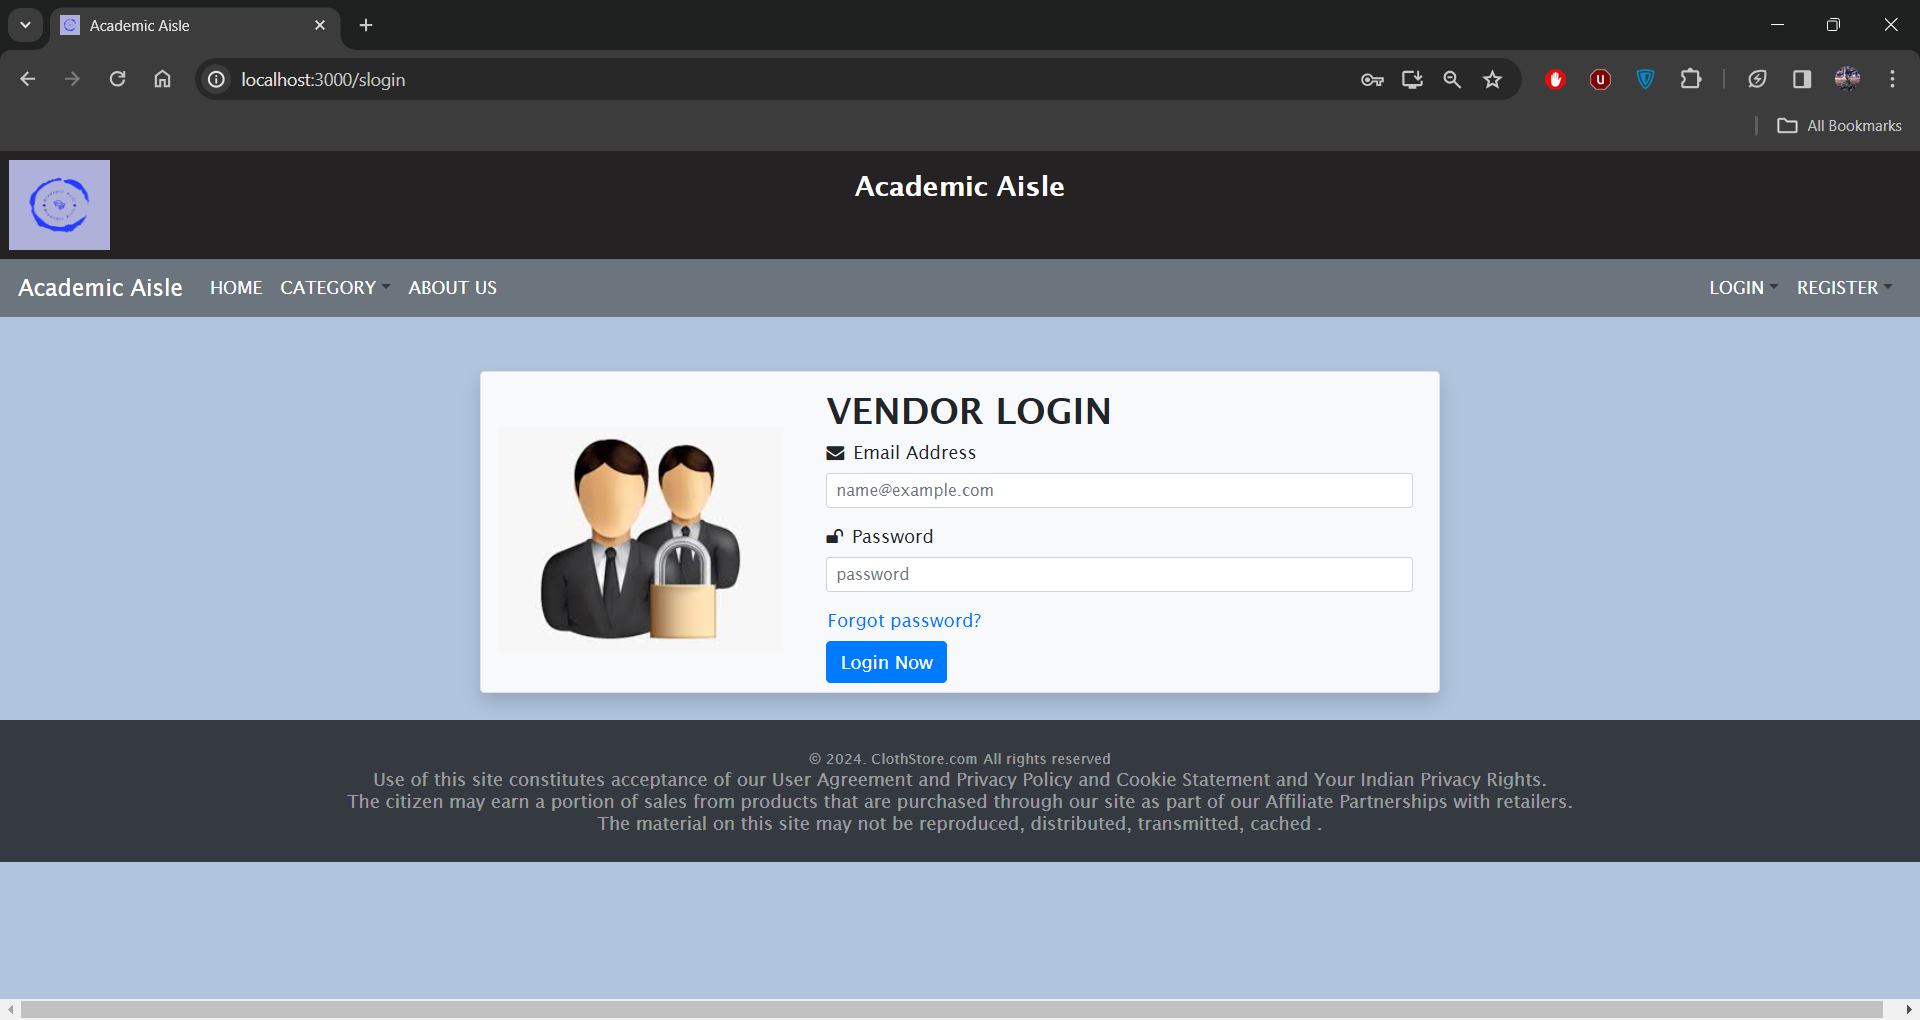 Academic Aisle
localhost:3000/slogin
All Bookmarks
Academic Aisle
Academic Aisle HOME CATEGORY ABOUT US LOGIN REGISTER
VENDOR LOGIN
Email Address
name@example.com
Password
password
Forgot password?
Login Now
© 2024. ClothStore.com All rights reserved
Use of this site constitutes acceptance of our User Agreement and Privacy Policy and Cookie Statement and Your Indian Privacy Rights.
The citizen may earn a portion of sales from products that are purchased through our site as part of our Affiliate Partnerships with retailers.
The material on this site may not be reproduced, distributed, transmitted, cached .